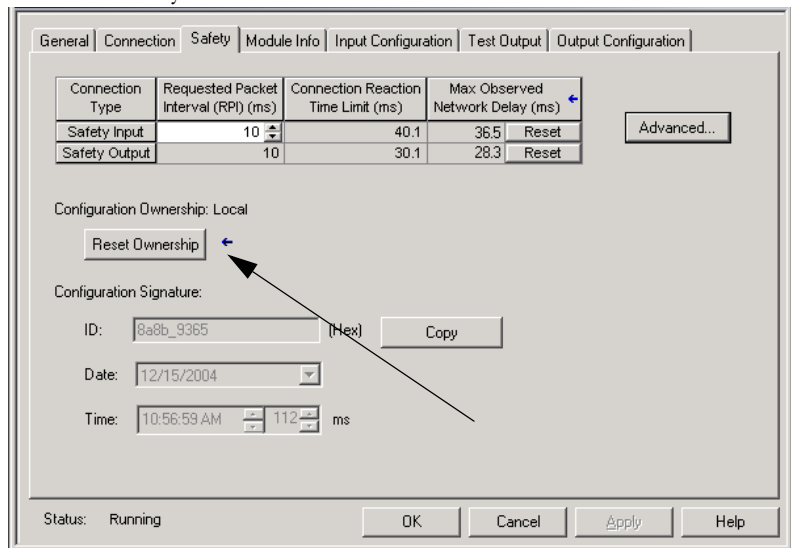 General Connection Safety Module Info Input Configuration Test Output Output Configuration
Connection Type Requested Packet Interval (RPI) (ms) Connection Reaction Time Limit (ms) Max Observed Network Delay (ms)
Safety Input 10 40.1 36.5 Reset
Safety Output 10 30.1 28.3 Reset
Advanced...
Configuration Ownership: Local
Reset Ownership
Configuration Signature:
ID: 8a8b_9365 (Hex) Copy
Date: 12/15/2004
Time: 10:56:59 AM 112 ms
Status: Running OK Cancel Apply Help